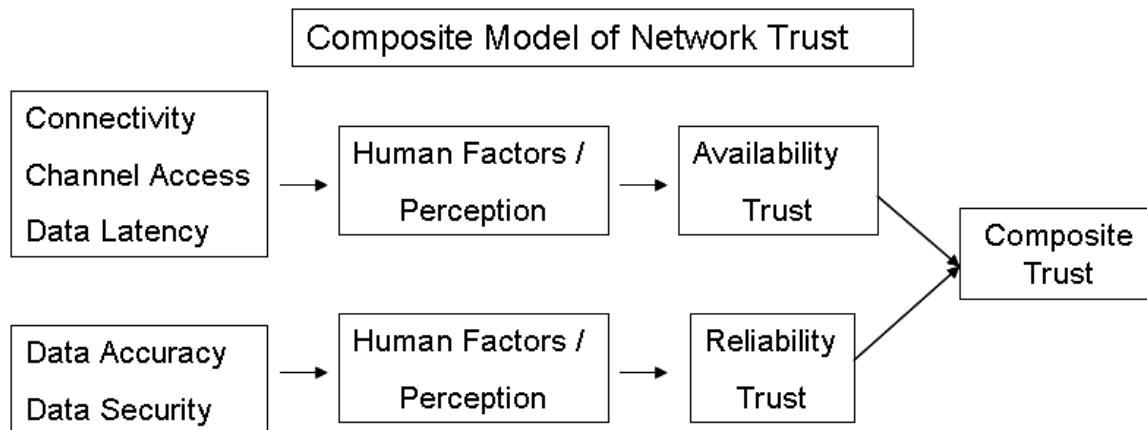 Composite Model of Network Trust
Connectivity
Channel Access
Data Latency
Human Factors /
Perception
Availability
Trust
Composite
Trust
Data Accuracy
Data Security
Human Factors /
Perception
Reliability
Trust